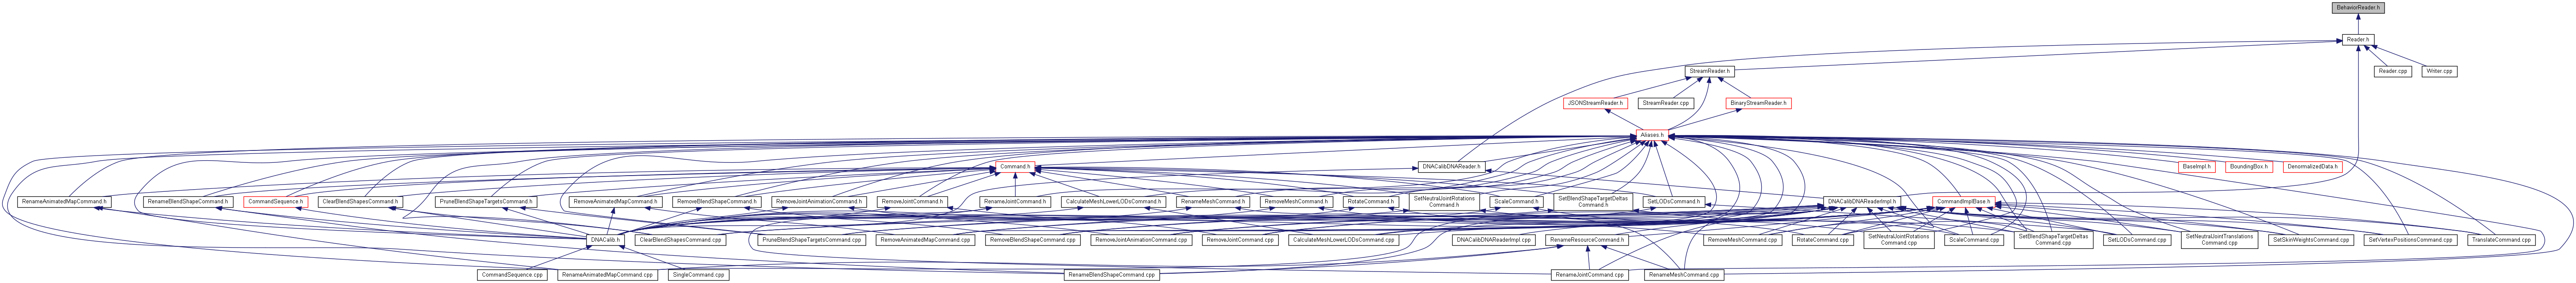 BehaviorReader.h
Reader.h
StreamReader.h
Reader.cpp
Writer.cpp
JSONStreamReader.h
StreamReader.cpp
BinaryStreamReader.h
Aliases.h
Command.h
DNACalibDNAReader.h
BaseImpl.h
BoundingBox.h
DenormalizedData.h
RenameAnimatedMapCommand.h
RenameBlendShapeCommand.h
CommandSequence.h
ClearBlendShapesCommand.h
PruneBlendShapeTargetsCommand.h
RemoveAnimatedMapCommand.h
RemoveBlendShapeCommand.h
RemoveJointAnimationCommand.h
RemoveJointCommand.h
RenameJointCommand.h
CalculateMeshLowerLODsCommand.h
RenameMeshCommand.h
RemoveMeshCommand.h
RotateCommand.h
SetNeutralJointRotations
Command.h
ScaleCommand.h
SetBlendShapeTargetDeltas
Command.h
SetLODsCommand.h
DNACalibDNAReaderImpl.h
CommandImplBase.h
DNACalib.h
ClearBlendShapesCommand.cpp
PruneBlendShapeTargetsCommand.cpp
RemoveAnimatedMapCommand.cpp
RemoveBlendShapeCommand.cpp
RemoveJointAnimationCommand.cpp
RemoveJointCommand.cpp
CalculateMeshLowerLODsCommand.cpp
DNACalibDNAReaderImpl.cpp
RenameResourceCommand.h
RemoveMeshCommand.cpp
RotateCommand.cpp
SetNeutralJointRotations
Command.cpp
ScaleCommand.cpp
SetBlendShapeTargetDeltas
Command.cpp
SetLODsCommand.cpp
SetNeutralJointTranslations
Command.cpp
SetSkinWeightsCommand.cpp
SetVertexPositionsCommand.cpp
TranslateCommand.cpp
CommandSequence.cpp
RenameAnimatedMapCommand.cpp
SingleCommand.cpp
RenameBlendShapeCommand.cpp
RenameJointCommand.cpp
RenameMeshCommand.cpp